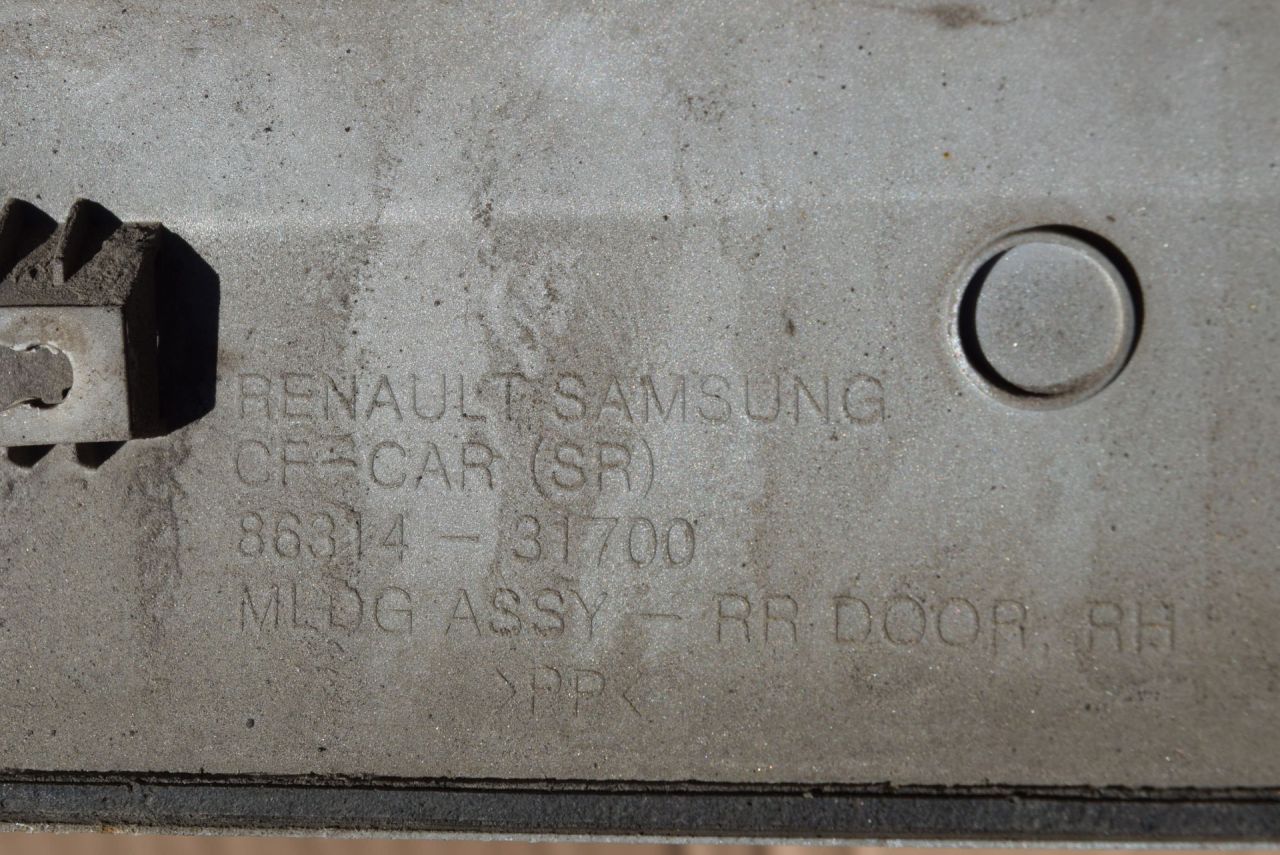 RENAULT SAMSUNG
CF-CAR (SR)
86314 - 31700
MLDG ASSY - RR DOOR, RH
>PP<